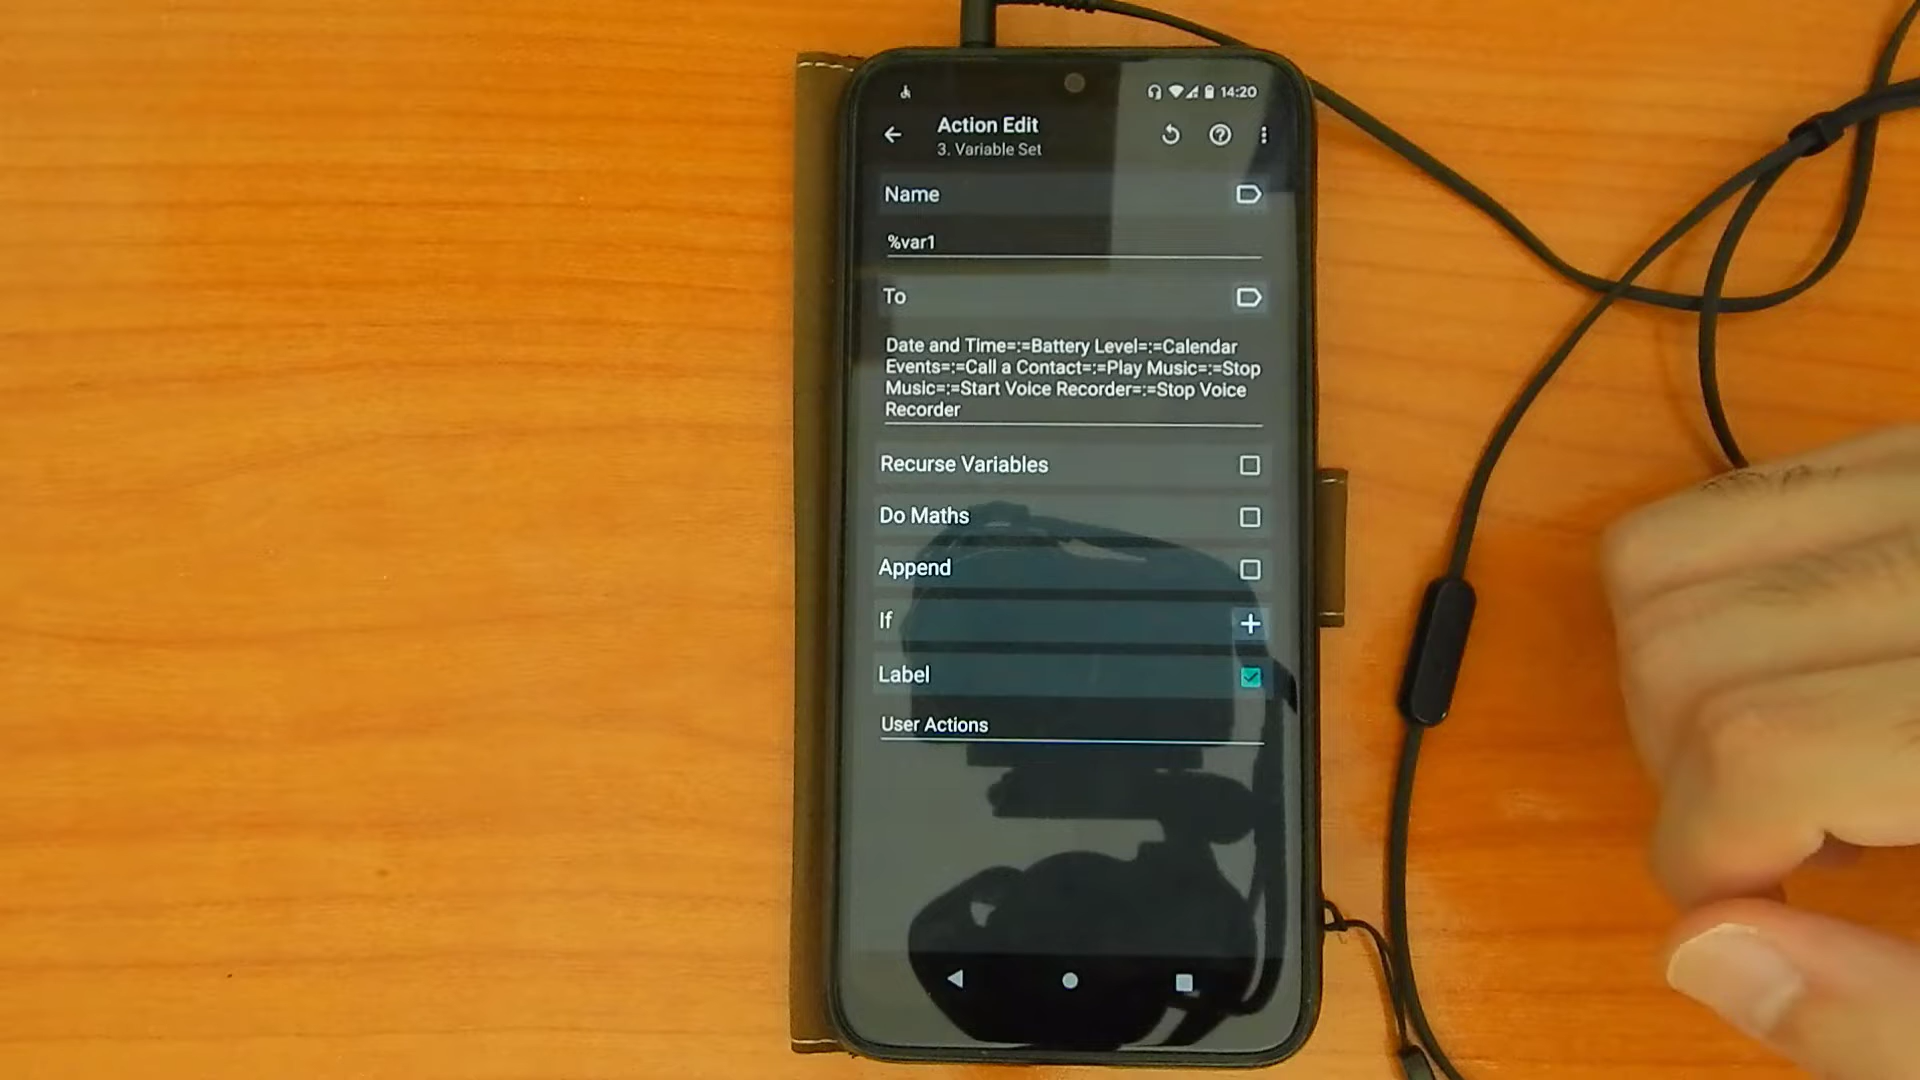 14:20
Action Edit
3. Variable Set
Name
%var1
To
Date and Time=:=Battery Level=:=Calendar
Events=:=Call a Contact=:=Play Music=:=Stop
Music=:=Start Voice Recorder=:=Stop Voice
Recorder
Recurse Variables
Do Maths
Append
If
Label
User Actions